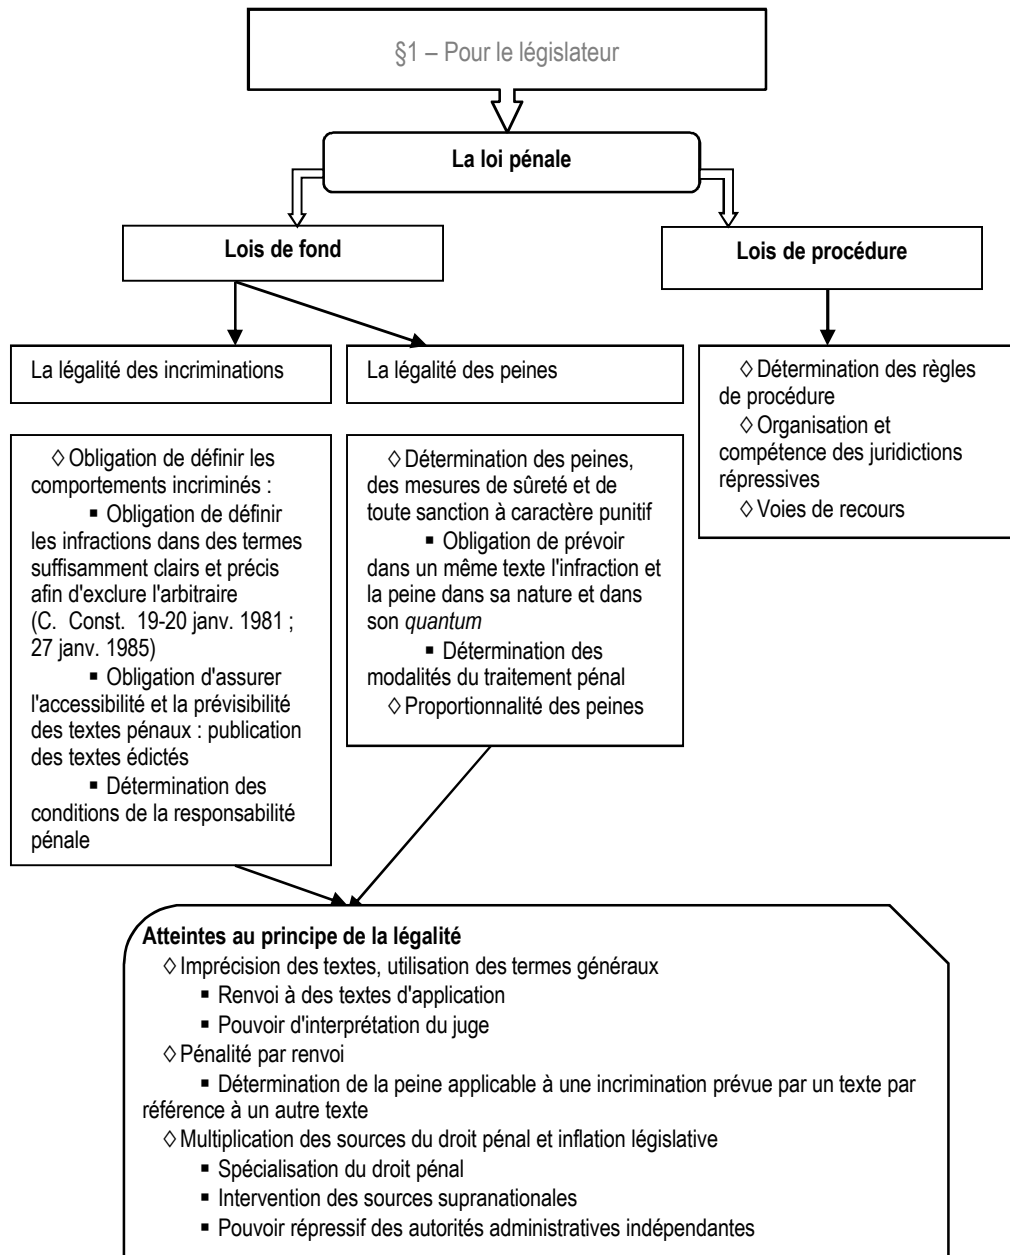 §1 – Pour le législateur
La loi pénale
Lois de fond
Lois de procédure
La légalité des incriminations
La légalité des peines
◊ Détermination des règles
de procédure
◊ Organisation et
compétence des juridictions
répressives
◊ Voies de recours
◊ Obligation de définir les
comportements incriminés :
▪ Obligation de définir
les infractions dans des termes
suffisamment clairs et précis
afin d'exclure l'arbitraire
(C. Const. 19-20 janv. 1981 ;
27 janv. 1985)
▪ Obligation d'assurer
l'accessibilité et la prévisibilité
des textes pénaux : publication
des textes édictés
▪ Détermination des
conditions de la responsabilité
pénale
◊ Détermination des peines,
des mesures de sûreté et de
toute sanction à caractère punitif
▪ Obligation de prévoir
dans un même texte l'infraction et
la peine dans sa nature et dans
son quantum
▪ Détermination des
modalités du traitement pénal
◊ Proportionnalité des peines
Atteintes au principe de la légalité
◊ Imprécision des textes, utilisation des termes généraux
▪ Renvoi à des textes d'application
▪ Pouvoir d'interprétation du juge
◊ Pénalité par renvoi
▪ Détermination de la peine applicable à une incrimination prévue par un texte par
référence à un autre texte
◊ Multiplication des sources du droit pénal et inflation législative
▪ Spécialisation du droit pénal
▪ Intervention des sources supranationales
▪ Pouvoir répressif des autorités administratives indépendantes